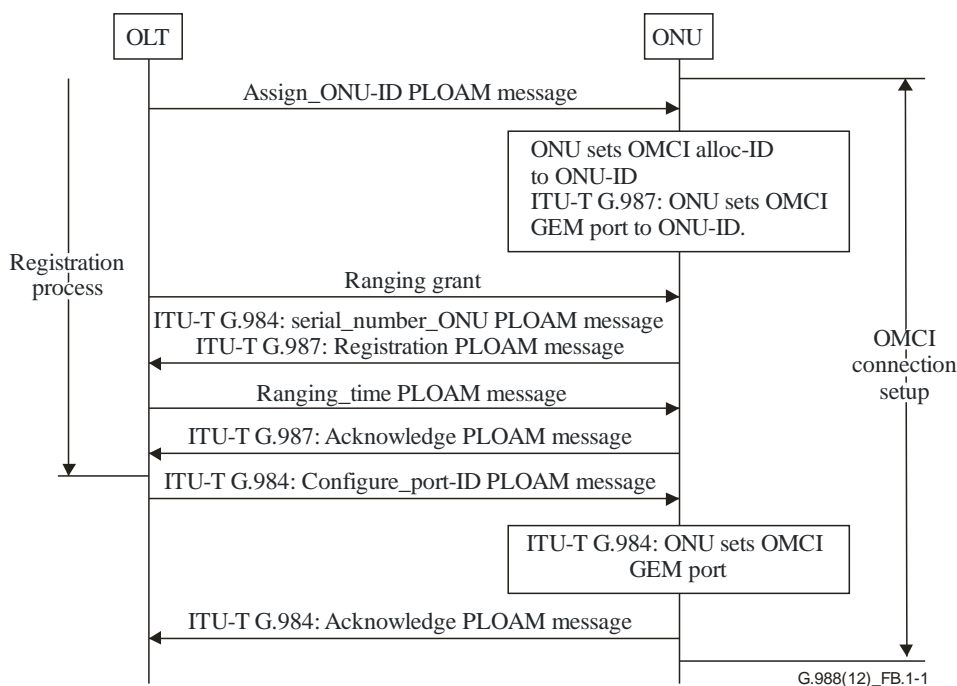 OLT
ONU
Assign_ONU-ID PLOAM message
ONU sets OMCI alloc-ID
to ONU-ID
ITU-T G.987: ONU sets OMCI
GEM port to ONU-ID.
Registration
process
Ranging grant
ITU-T G.984: serial_number_ONU PLOAM message
ITU-T G.987: Registration PLOAM message
OMCI
connection
setup
Ranging_time PLOAM message
ITU-T G.987: Acknowledge PLOAM message
ITU-T G.984: Configure_port-ID PLOAM message
ITU-T G.984: ONU sets OMCI
GEM port
ITU-T G.984: Acknowledge PLOAM message
G.988(12)_FB.1-1